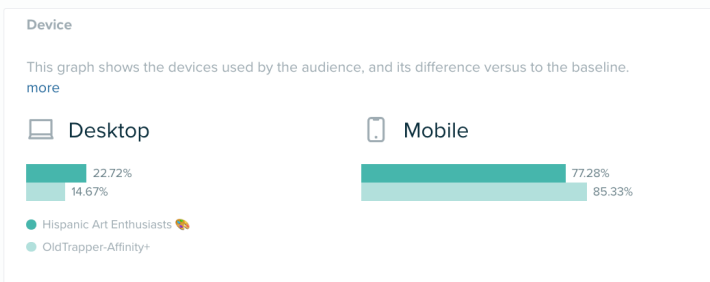 Device
This graph shows the devices used by the audience, and its difference versus to the baseline.
more
Desktop
22.72%
14.67%
Mobile
77.28%
85.33%
Hispanic Art Enthusiasts 🎨
OldTrapper-Affinity+